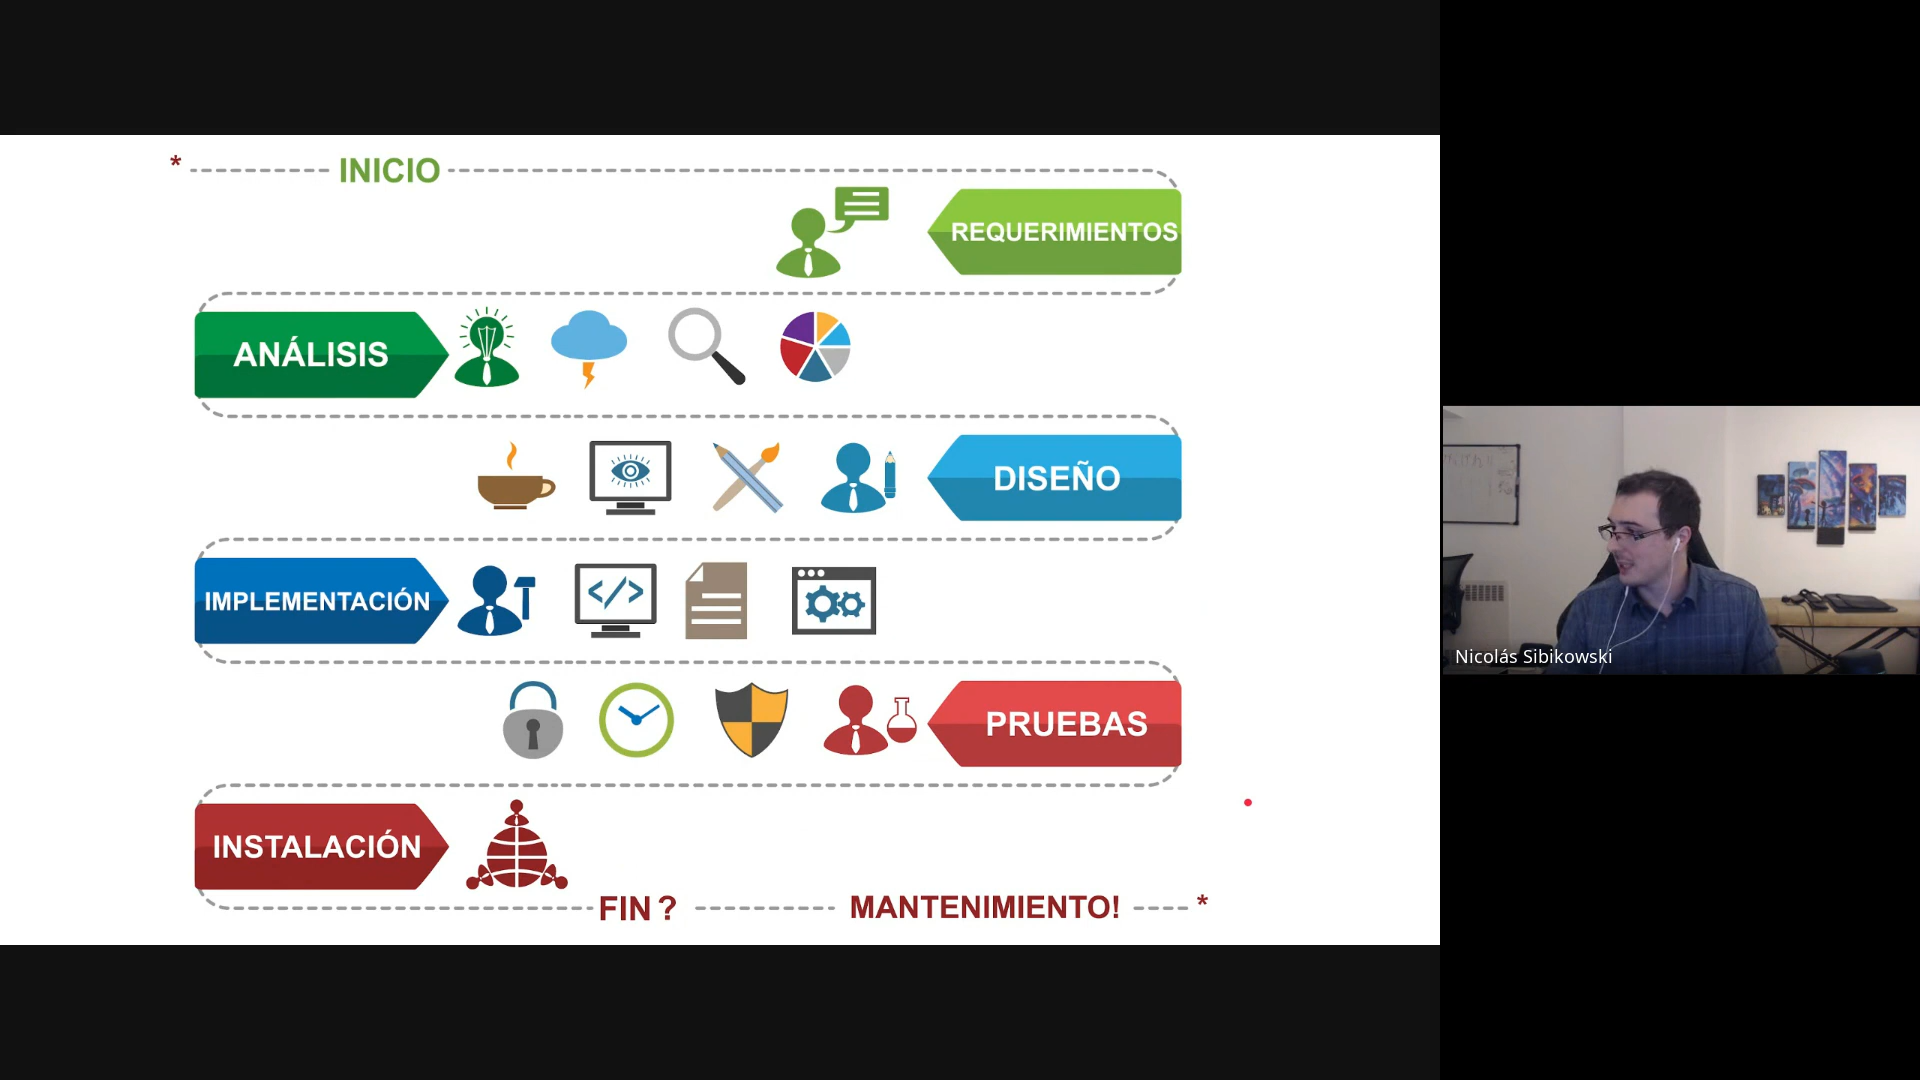 * INICIO
REQUERIMIENTOS
ANÁLISIS
DISEÑO
IMPLEMENTACIÓN
</>
PRUEBAS
INSTALACIÓN
FIN ? MANTENIMIENTO! *
Nicolás Sibikowski